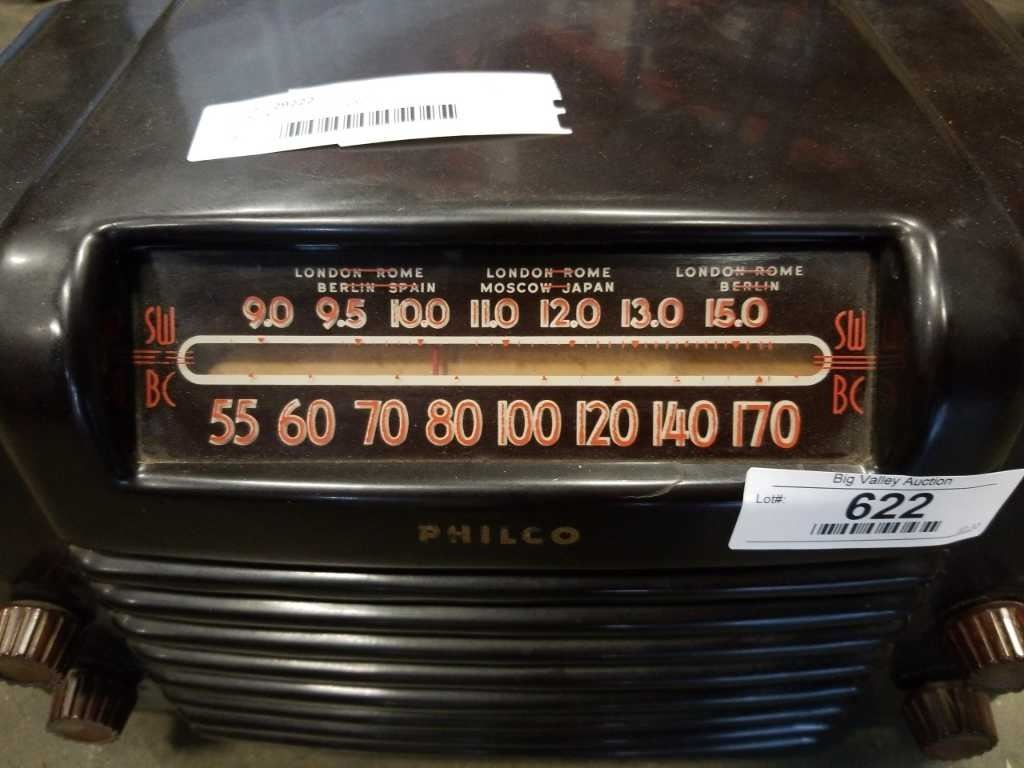 LONDON ROME LONDON ROME LONDON ROME
BERLIN SPAIN MOSCOW JAPAN BERLIN
9.0 9.5 10.0 11.0 12.0 13.0 15.0
SW SW
BC BC
55 60 70 80 100 120 140 170
Big Valley Auction
Lot#: 622
PHILCO